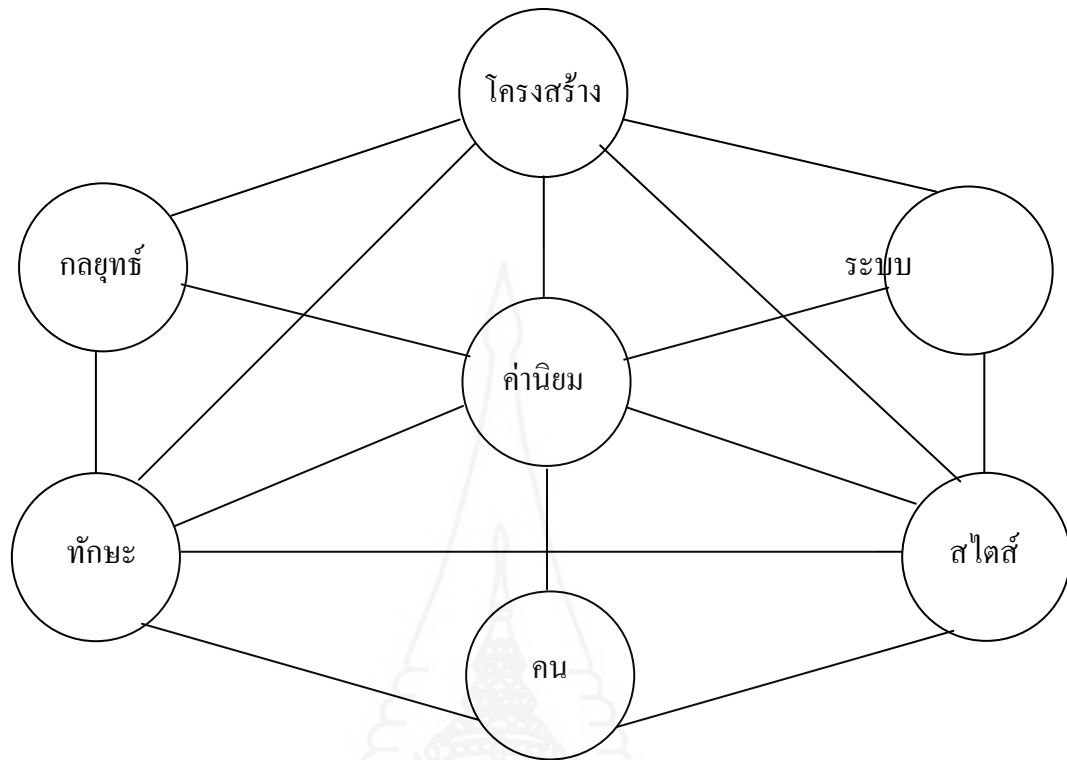 โครงสร้าง
กลยุทธ์
ระบบ
ค่านิยม
ทักษะ
สไตส์
คน